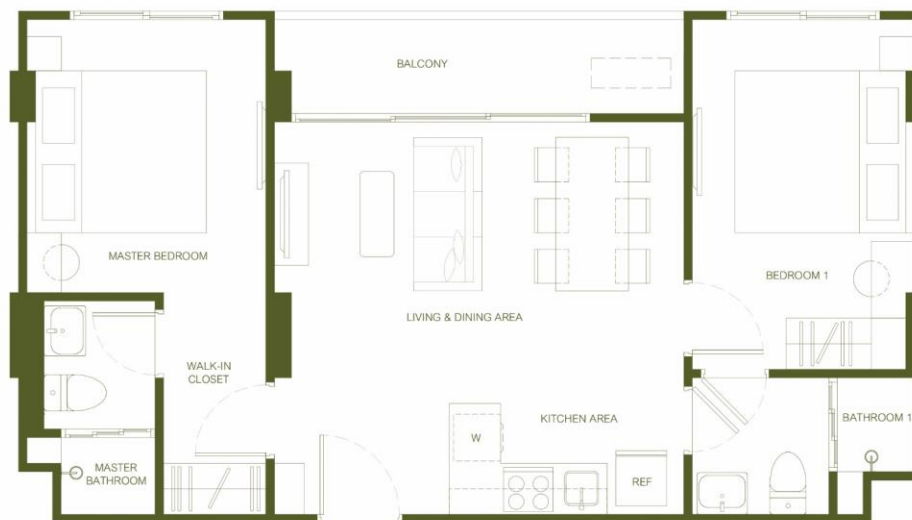 BALCONY
MASTER BEDROOM
BEDROOM 1
LIVING & DINING AREA
WALK-IN
CLOSET
KITCHEN AREA
BATHROOM 1
W
MASTER
BATHROOM
REF